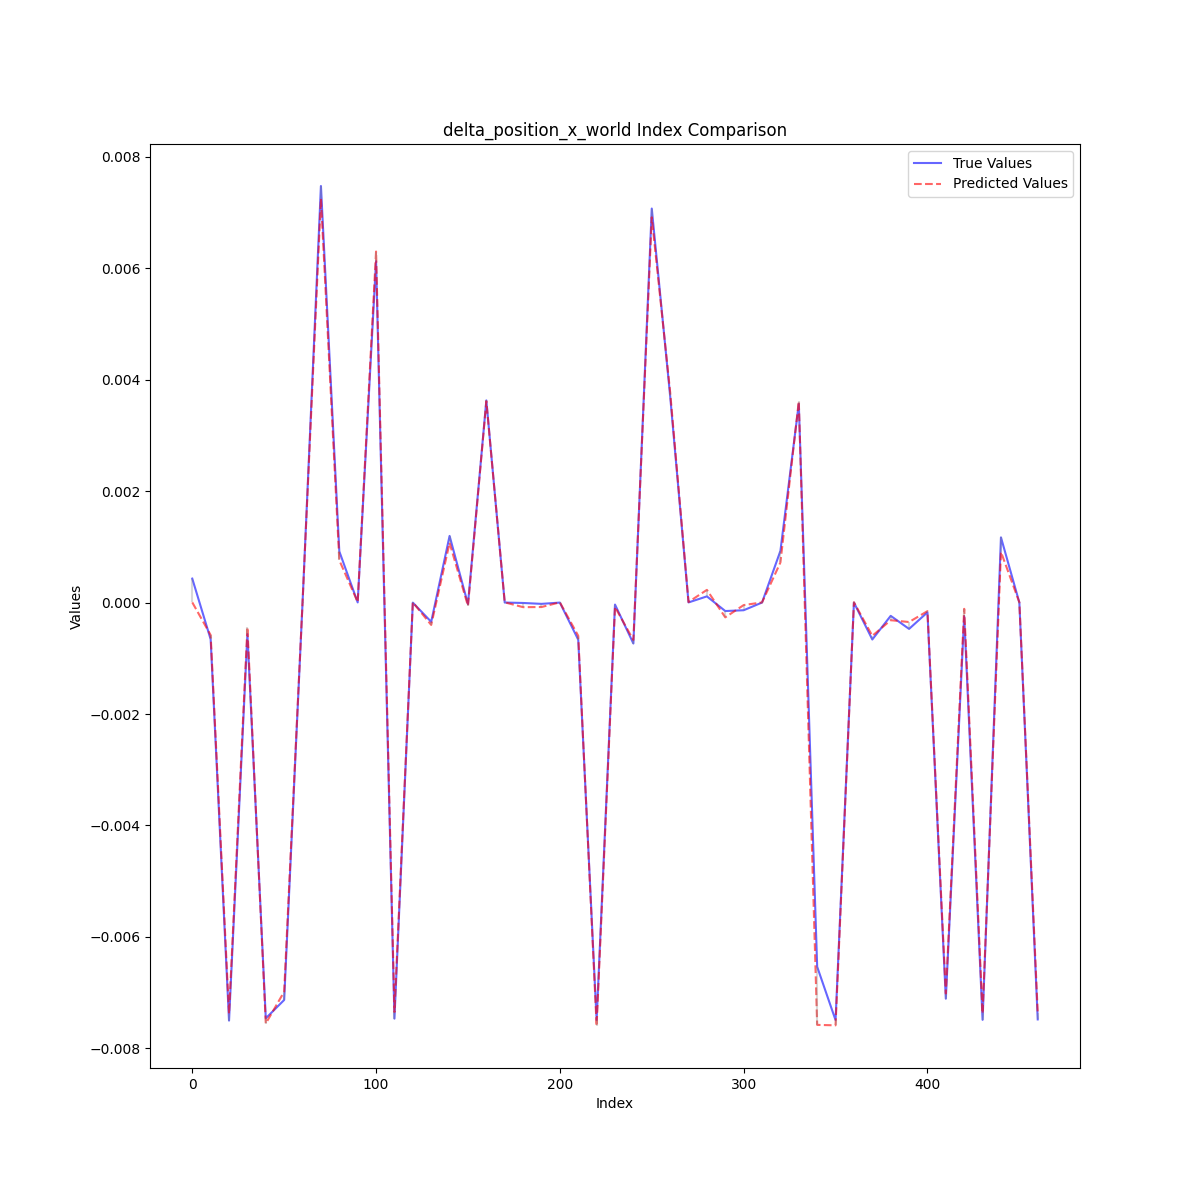 delta_position_x_world Index Comparison
True Values
Predicted Values
0.008
0.006
0.004
0.002
0.000
−0.002
−0.004
−0.006
−0.008
Values
0 100 200 300 400
Index